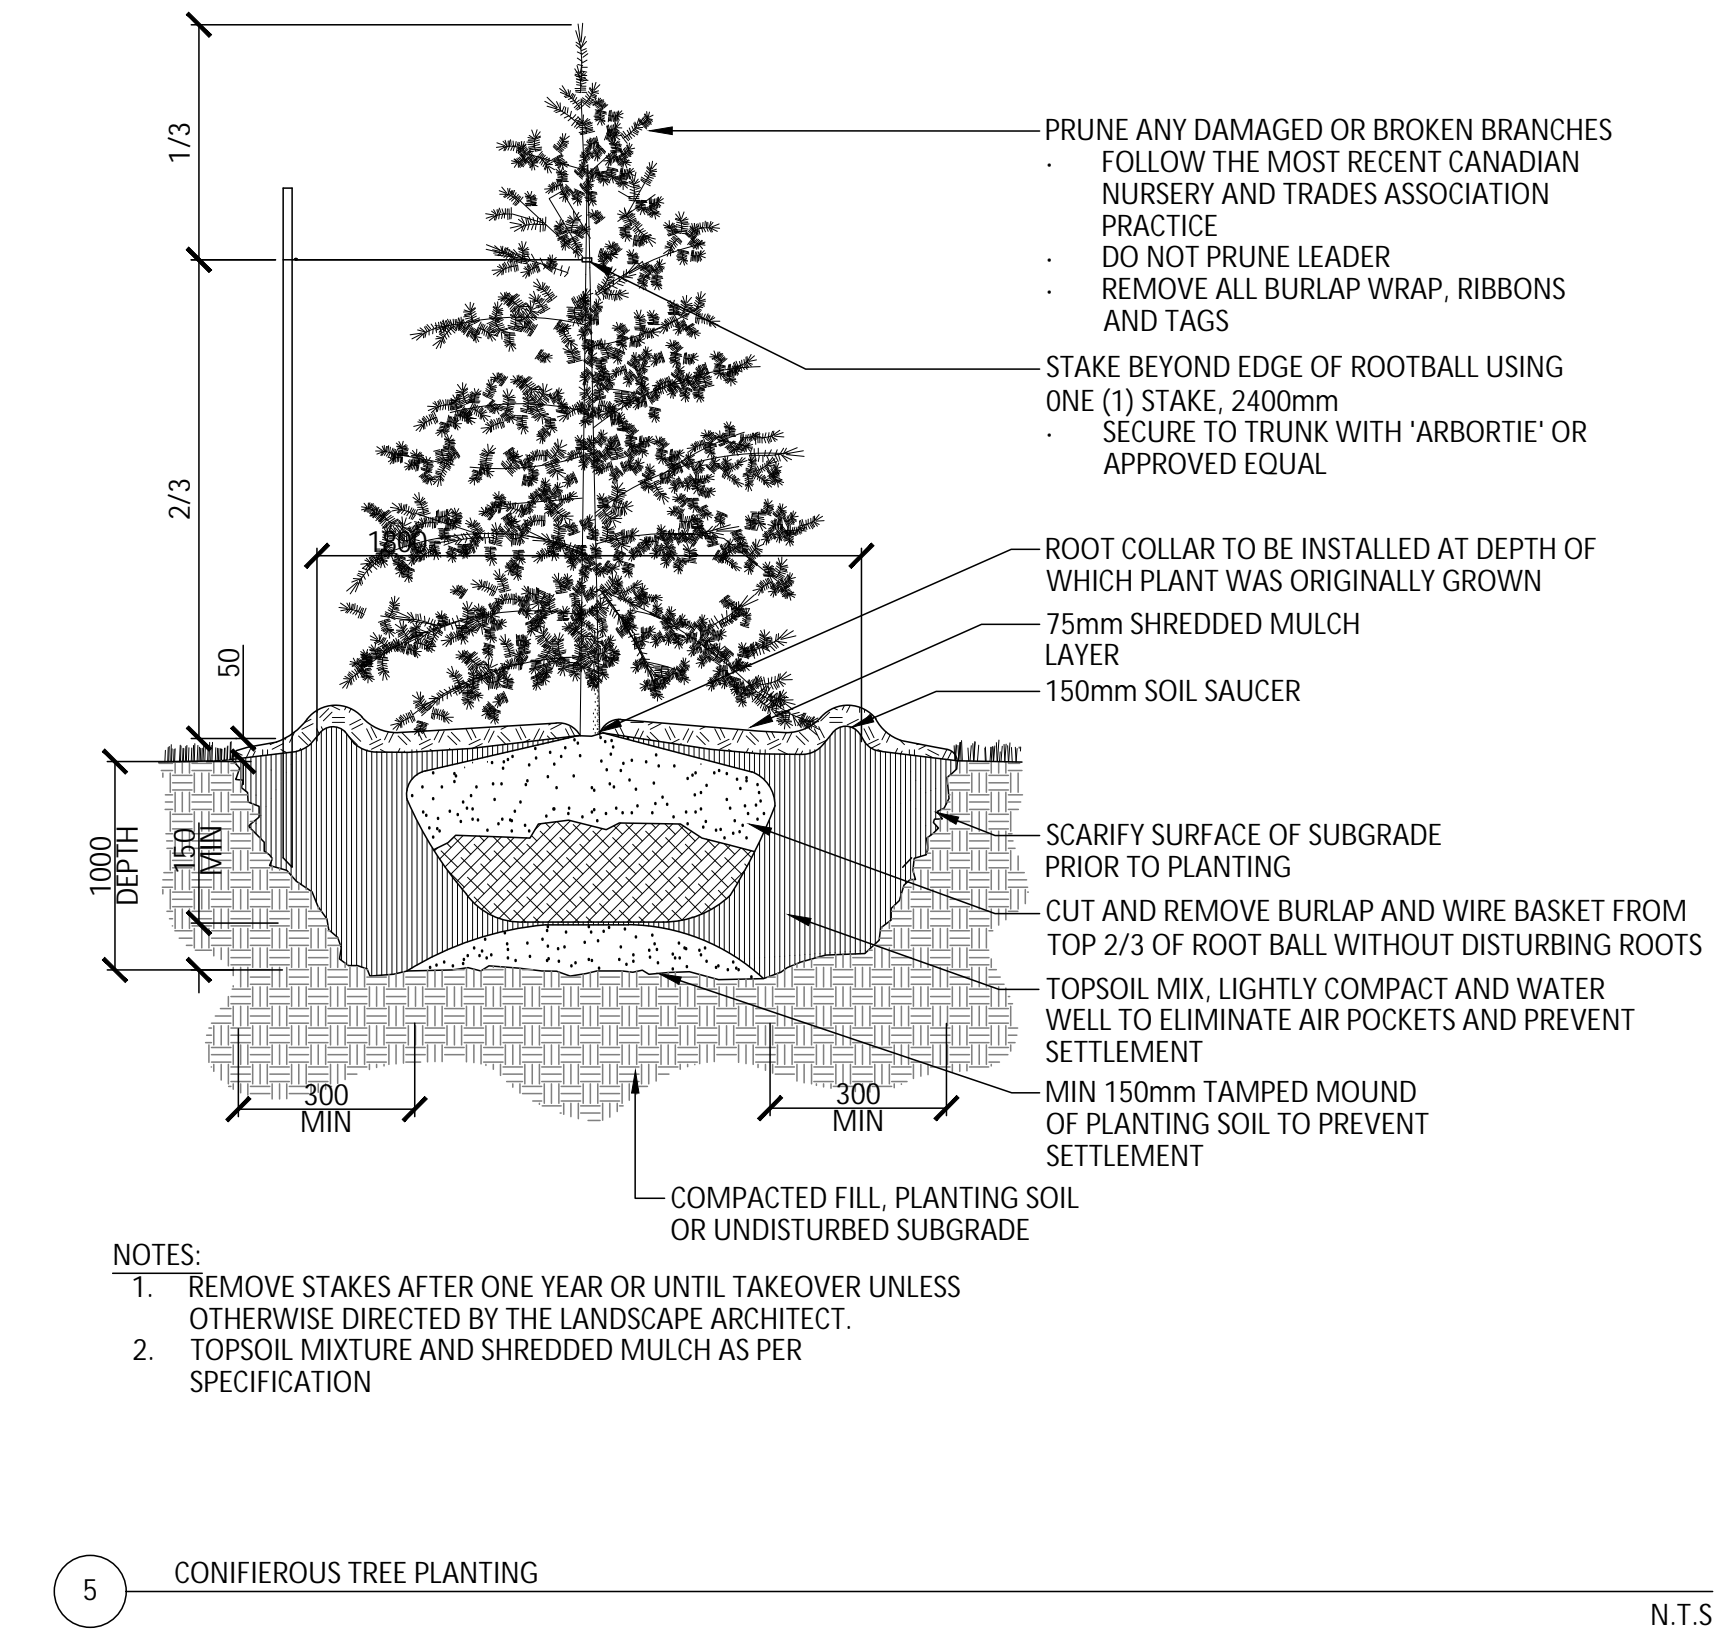 1/3
PRUNE ANY DAMAGED OR BROKEN BRANCHES
· FOLLOW THE MOST RECENT CANADIAN
NURSERY AND TRADES ASSOCIATION
PRACTICE
· DO NOT PRUNE LEADER
· REMOVE ALL BURLAP WRAP, RIBBONS
AND TAGS
STAKE BEYOND EDGE OF ROOTBALL USING
0NE (1) STAKE, 2400mm
· SECURE TO TRUNK WITH 'ARBORTIE' OR
APPROVED EQUAL
2/3
1800
ROOT COLLAR TO BE INSTALLED AT DEPTH OF
WHICH PLANT WAS ORIGINALLY GROWN
75mm SHREDDED MULCH
LAYER
50
150mm SOIL SAUCER
1000
DEPTH
150
MIN
SCARIFY SURFACE OF SUBGRADE
PRIOR TO PLANTING
CUT AND REMOVE BURLAP AND WIRE BASKET FROM
TOP 2/3 OF ROOT BALL WITHOUT DISTURBING ROOTS
TOPSOIL MIX, LIGHTLY COMPACT AND WATER
WELL TO ELIMINATE AIR POCKETS AND PREVENT
SETTLEMENT
300
MIN
300
MIN
MIN 150mm TAMPED MOUND
OF PLANTING SOIL TO PREVENT
SETTLEMENT
COMPACTED FILL, PLANTING SOIL
OR UNDISTURBED SUBGRADE
NOTES:
1. REMOVE STAKES AFTER ONE YEAR OR UNTIL TAKEOVER UNLESS
OTHERWISE DIRECTED BY THE LANDSCAPE ARCHITECT.
2. TOPSOIL MIXTURE AND SHREDDED MULCH AS PER
SPECIFICATION
5
CONIFIEROUS TREE PLANTING
N.T.S